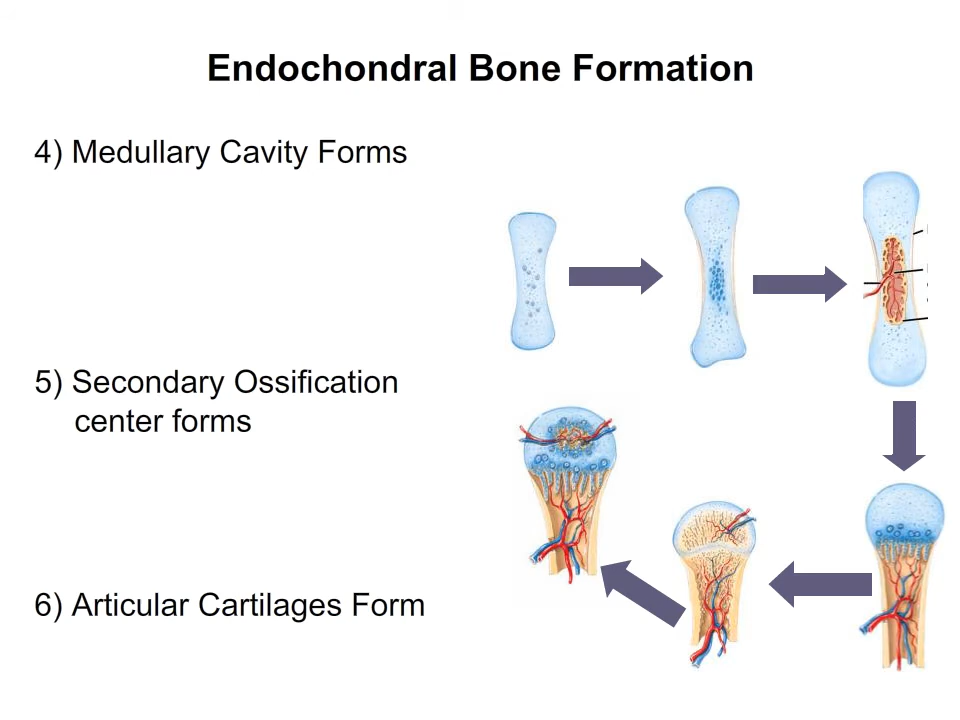 Endochondral Bone Formation
4) Medullary Cavity Forms
5) Secondary Ossification
center forms
6) Articular Cartilages Form